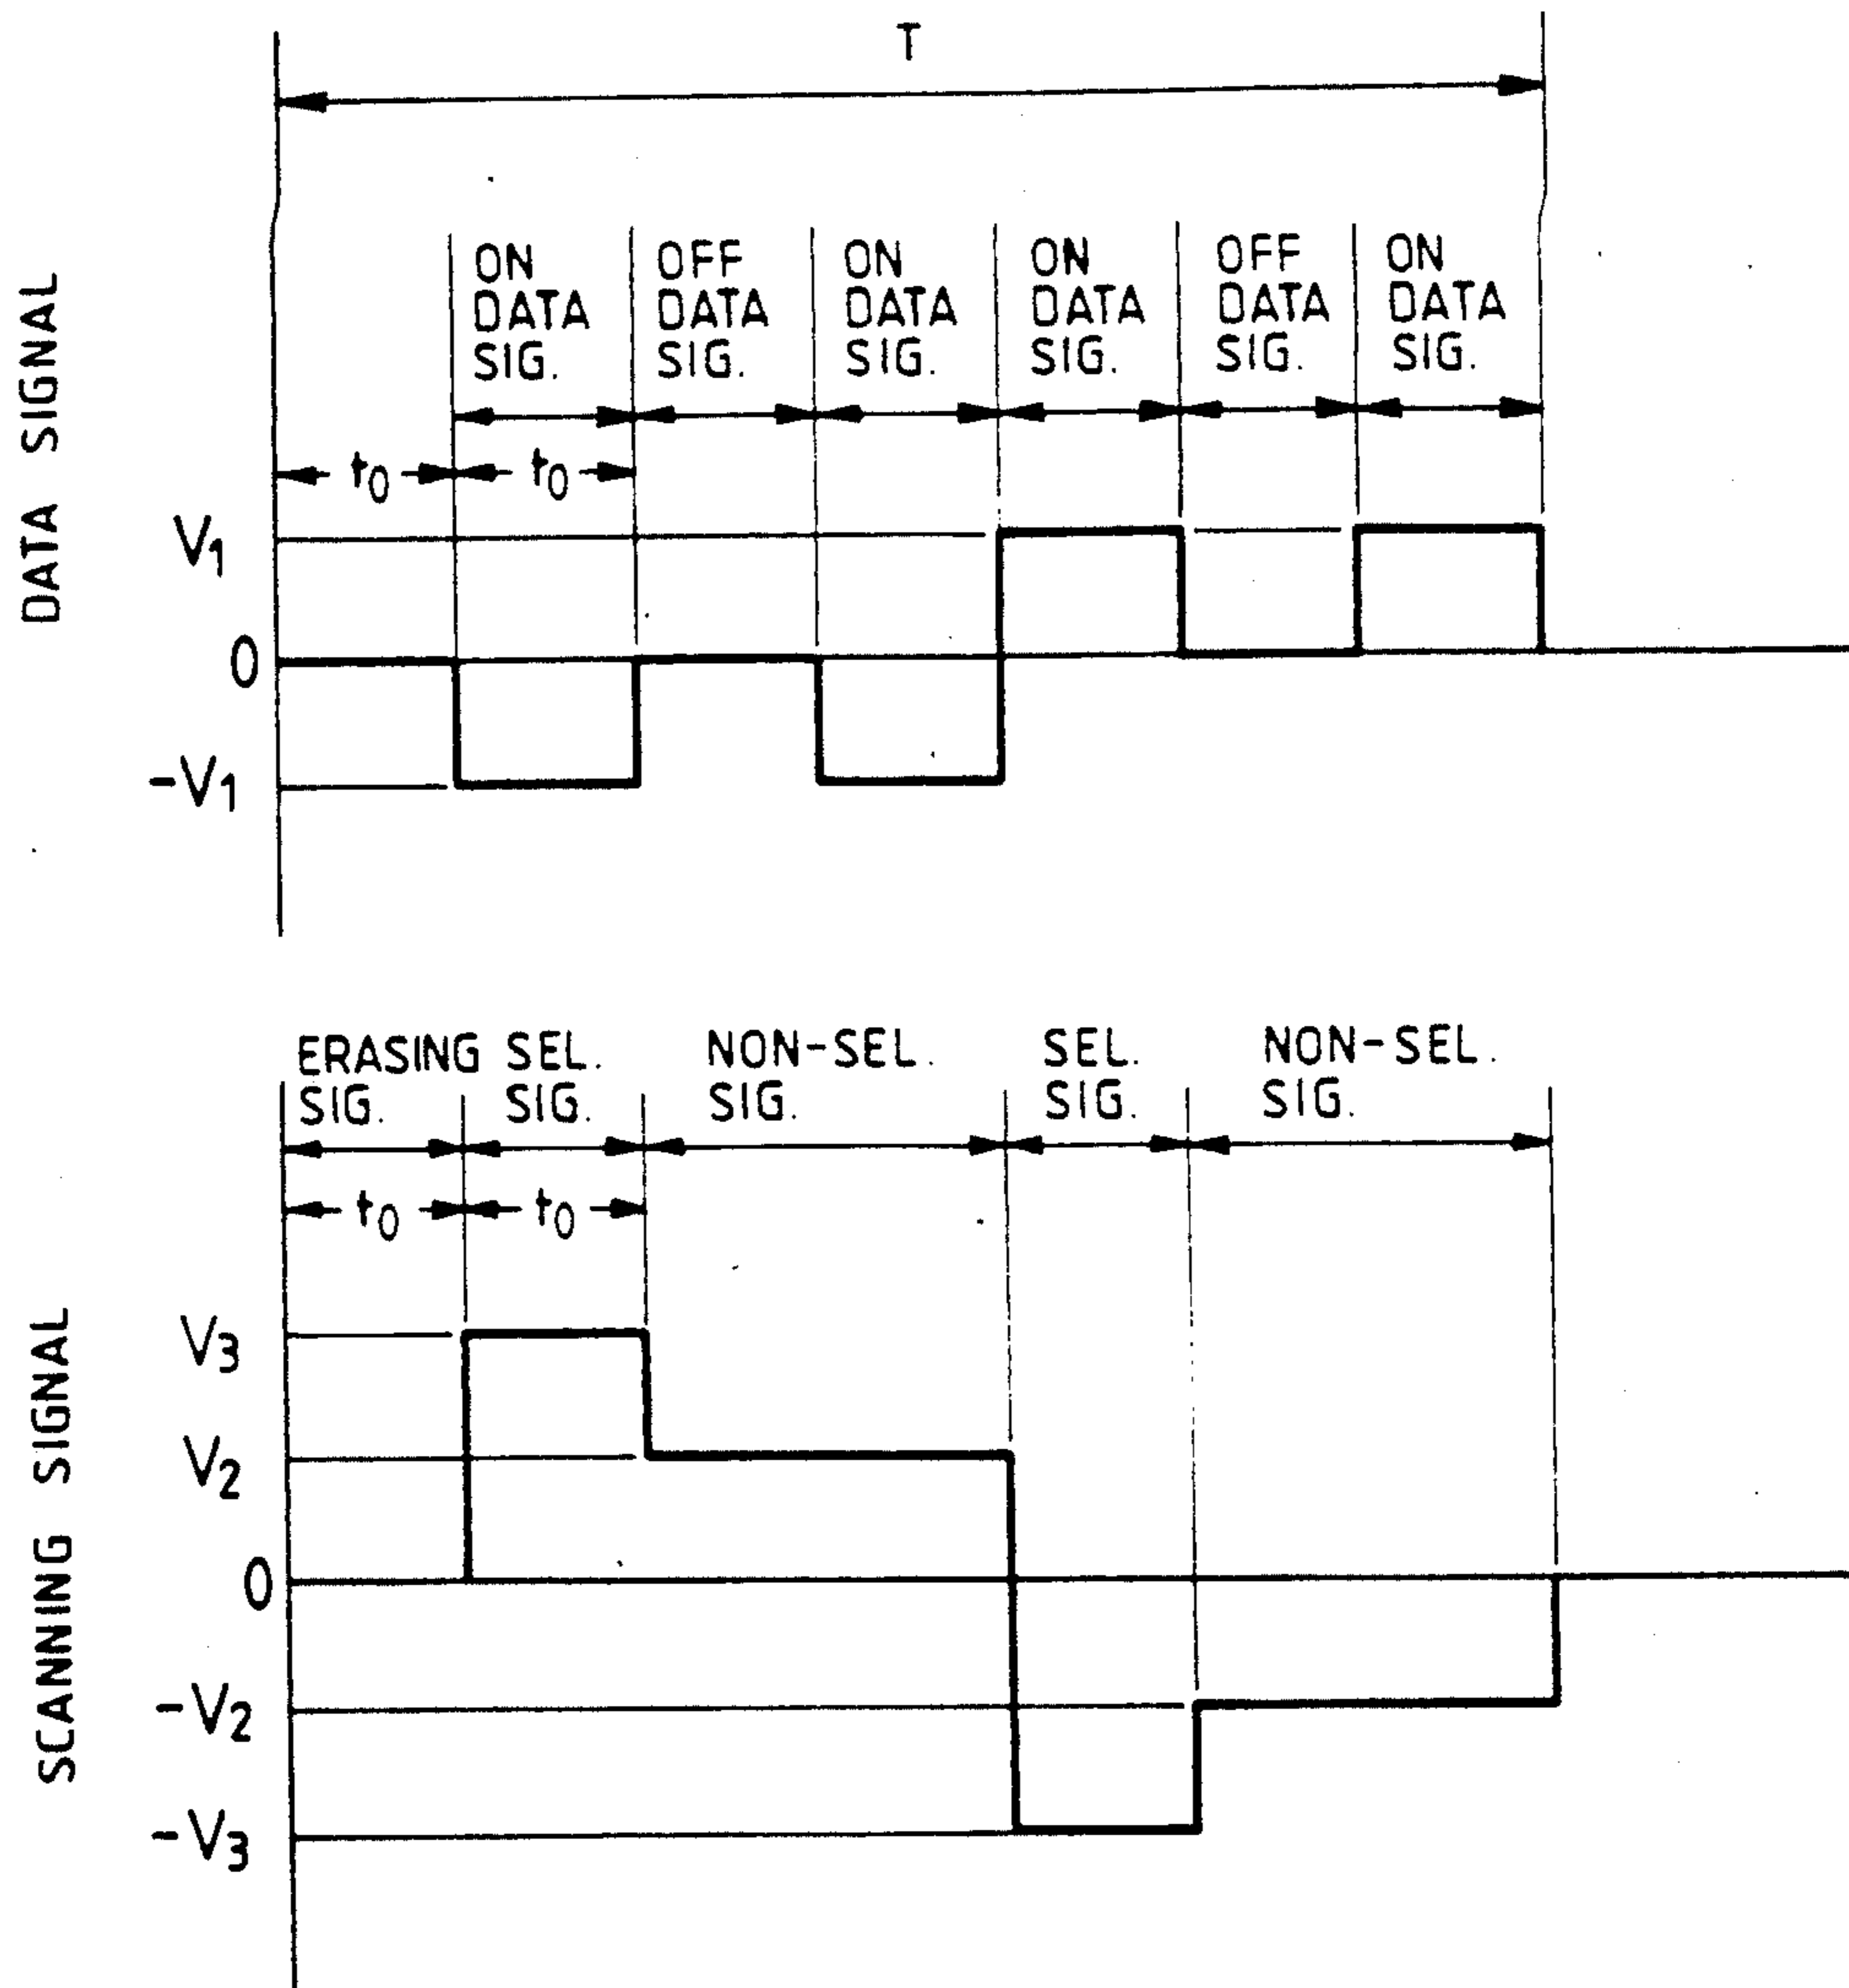 T
DATA SIGNAL
ON DATA SIG.
OFF DATA SIG.
ON DATA SIG.
ON DATA SIG.
OFF DATA SIG.
ON DATA SIG.
t0
t0
V1
0
-V1
SCANNING SIGNAL
ERASING SIG.
SEL. SIG.
NON-SEL. SIG.
SEL. SIG.
NON-SEL. SIG.
t0
t0
V3
V2
0
-V2
-V3